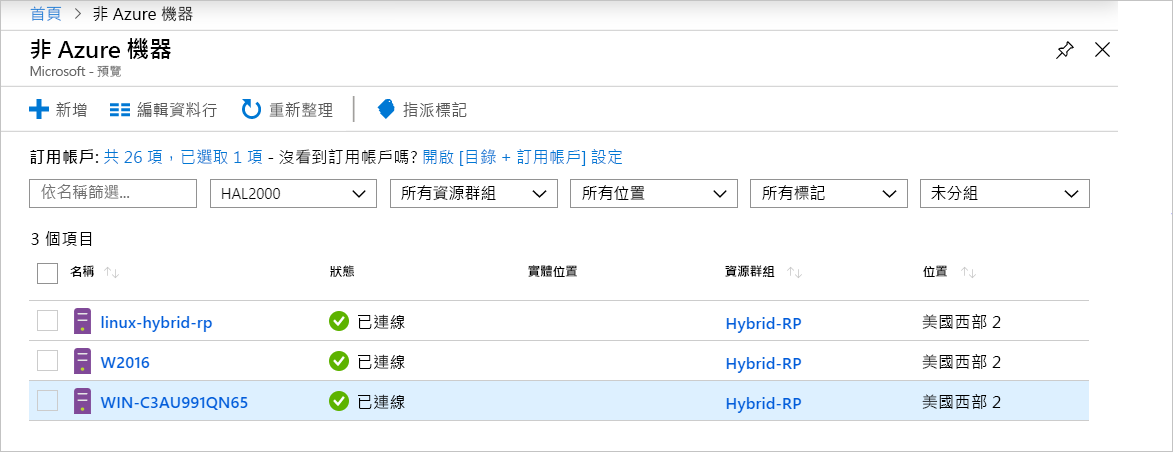 首頁 > 非 Azure 機器
非 Azure 機器
Microsoft - 預覽
新增 編輯資料行 重新整理 指派標記
訂用帳戶: 共 26 項，已選取 1 項 - 沒看到訂用帳戶嗎? 開啟 [目錄 + 訂用帳戶] 設定
依名稱篩選... HAL2000 所有資源群組 所有位置 所有標記 未分組
3 個項目
名稱 ↑↓ 狀態 實體位置 資源群組 ↑↓ 位置 ↑↓
linux-hybrid-rp 已連線 Hybrid-RP 美國西部 2
W2016 已連線 Hybrid-RP 美國西部 2
WIN-C3AU991QN65 已連線 Hybrid-RP 美國西部 2